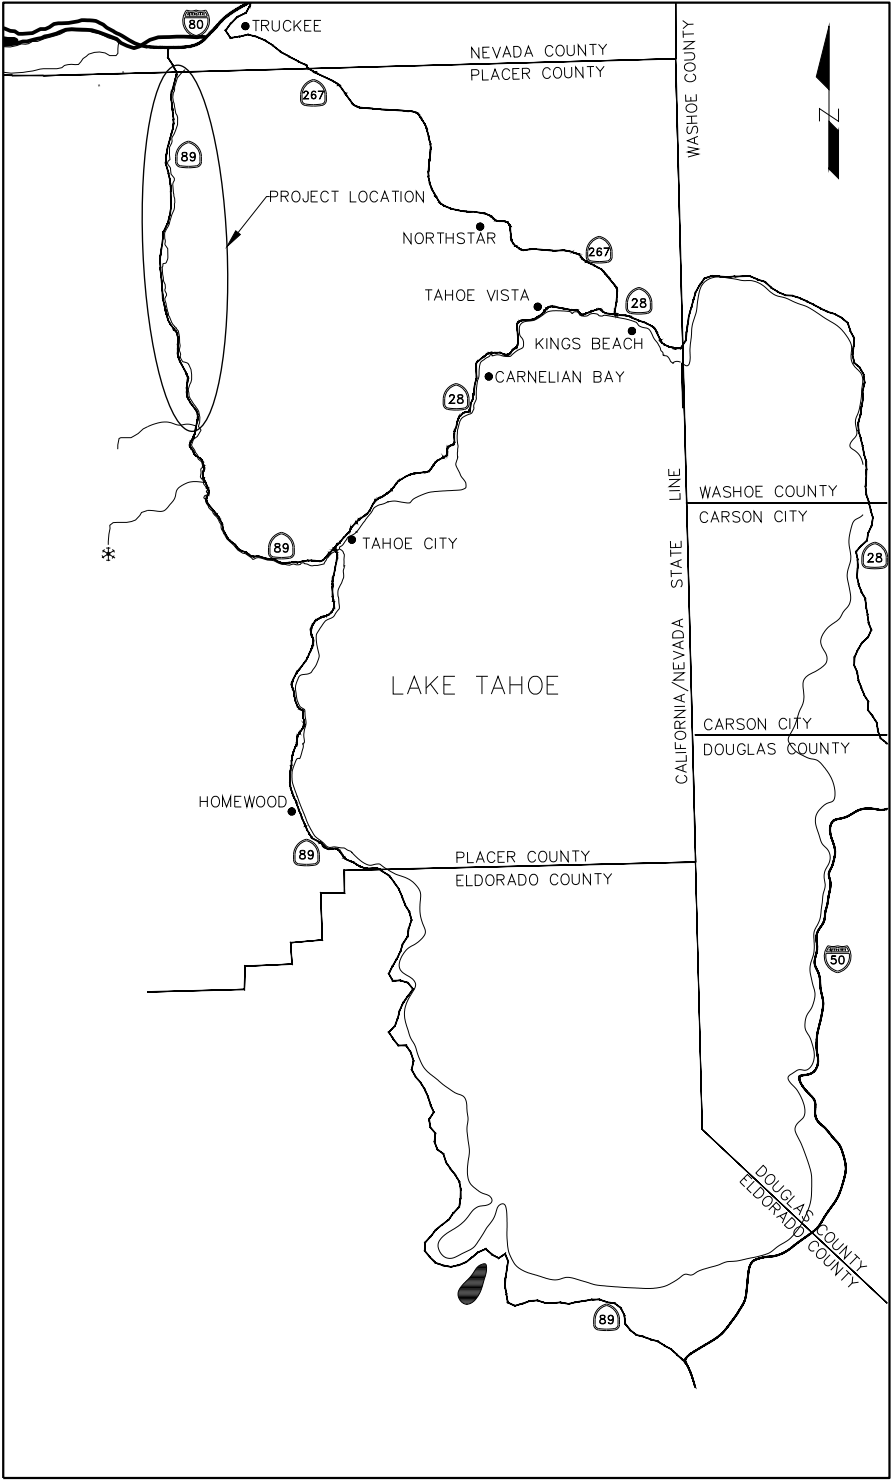 80
TRUCKEE
NEVADA COUNTY
PLACER COUNTY
WASHOE COUNTY
N
267
89
PROJECT LOCATION
NORTHSTAR
267
TAHOE VISTA
28
KINGS BEACH
CARNELIAN BAY
28
WASHOE COUNTY
CARSON CITY
CALIFORNIA/NEVADA STATE LINE
89
TAHOE CITY
28
LAKE TAHOE
CARSON CITY
DOUGLAS COUNTY
HOMEWOOD
89
PLACER COUNTY
ELDORADO COUNTY
50
DOUGLAS COUNTY
ELDORADO COUNTY
89